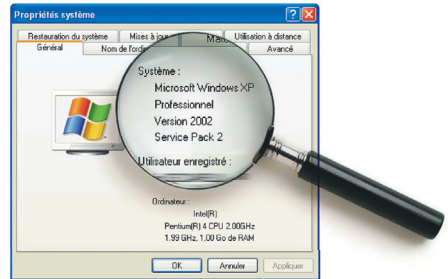 Propriétés système
Restauration du système
Mises à jour
Utilisation à distance
Général
Nom de l'ordin
Mat
Avancé
Système :
Microsoft Windows XP
Professionnel
Version 2002
Service Pack 2
Utilisateur enregistré :
Ordinateur :
Intel(R)
Pentium(R) 4 CPU 2.00GHz
1.99 GHz, 1,00 Go de RAM
OK
Annuler
Appliquer